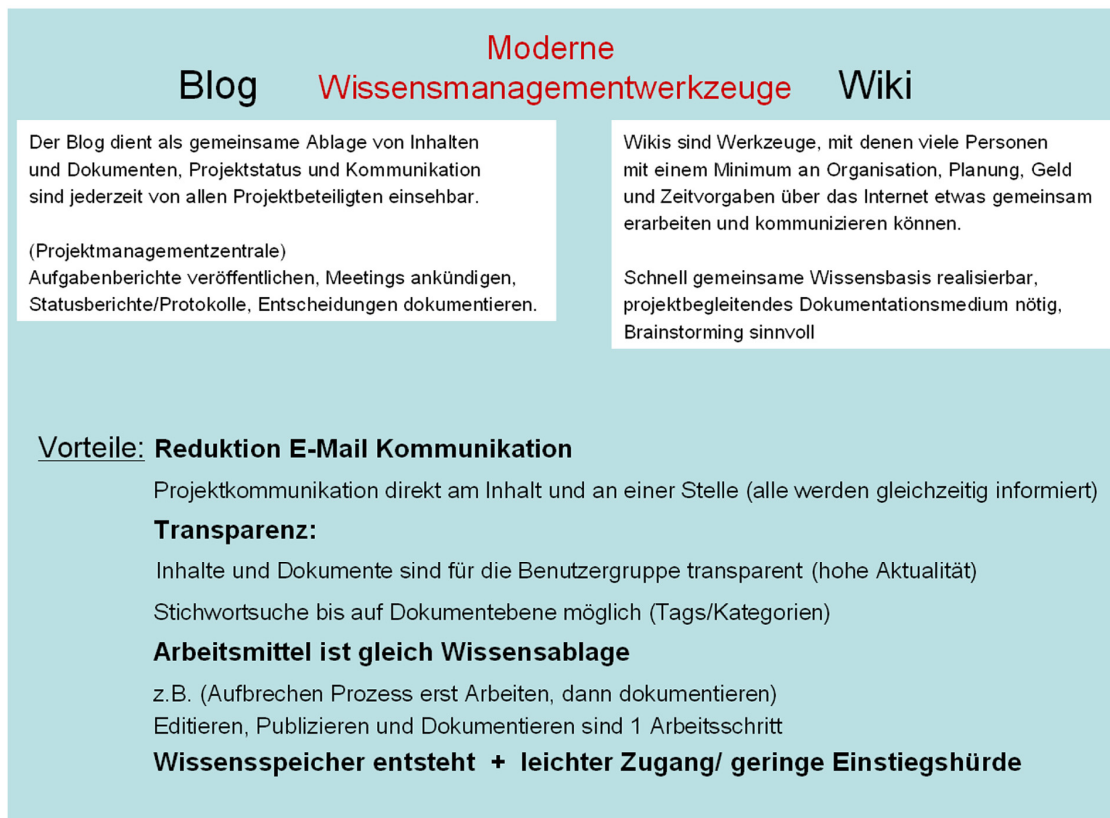 Moderne
Blog Wissensmanagementwerkzeuge Wiki
Der Blog dient als gemeinsame Ablage von Inhalten
und Dokumenten, Projektstatus und Kommunikation
sind jederzeit von allen Projektbeteiligten einsehbar.
(Projektmanagementzentrale)
Aufgabenberichte veröffentlichen, Meetings ankündigen,
Statusberichte/Protokolle, Entscheidungen dokumentieren.
Wikis sind Werkzeuge, mit denen viele Personen
mit einem Minimum an Organisation, Planung, Geld
und Zeitvorgaben über das Internet etwas gemeinsam
erarbeiten und kommunizieren können.
Schnell gemeinsame Wissensbasis realisierbar,
projektbegleitendes Dokumentationsmedium nötig,
Brainstorming sinnvoll
Vorteile: Reduktion E-Mail Kommunikation
Projektkommunikation direkt am Inhalt und an einer Stelle (alle werden gleichzeitig informiert)
Transparenz:
Inhalte und Dokumente sind für die Benutzergruppe transparent (hohe Aktualität)
Stichwortsuche bis auf Dokumentebene möglich (Tags/Kategorien)
Arbeitsmittel ist gleich Wissensablage
z.B. (Aufbrechen Prozess erst Arbeiten, dann dokumentieren)
Editieren, Publizieren und Dokumentieren sind 1 Arbeitsschritt
Wissensspeicher entsteht + leichter Zugang/ geringe Einstiegshürde